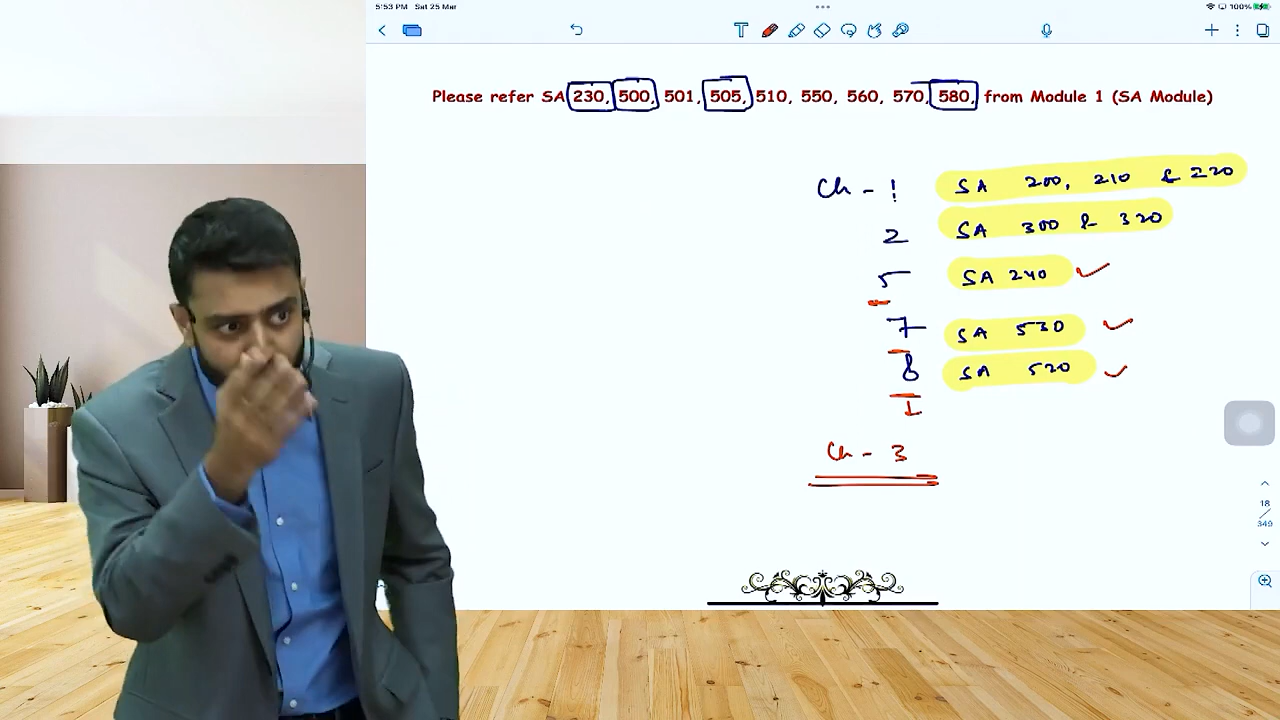 5:53 PM Sat 25 Mar
100%
T
Please refer SA 230, 500, 501, 505, 510, 550, 560, 570, 580, from Module 1 (SA Module)
Ch - 1 SA 200, 210 & 220
2 SA 300 & 320
5 SA 240
7 SA 530
8 SA 520
Ch - 3
18
349